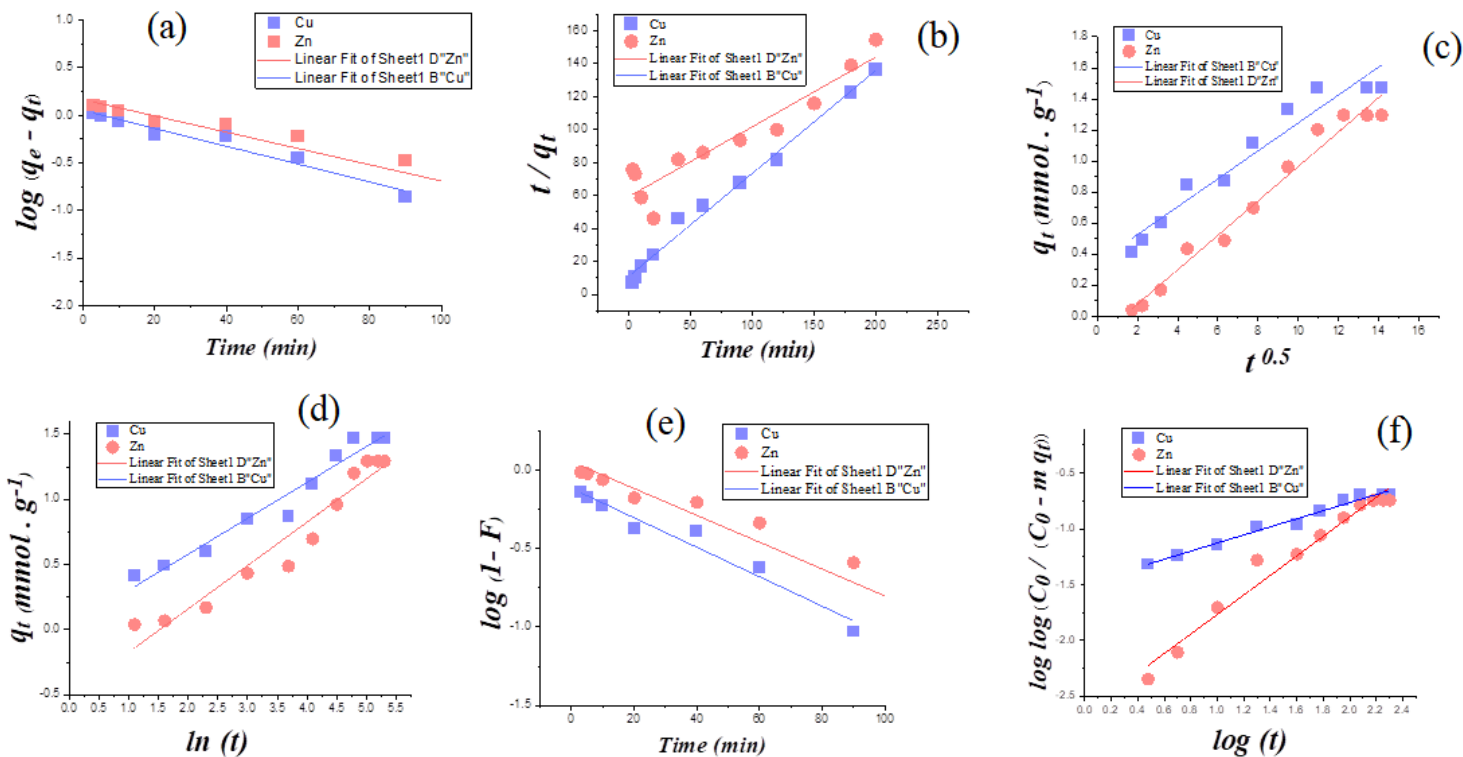 (a)
Cu
Zn
Linear Fit of Sheet1 D"Zn"
Linear Fit of Sheet1 B"Cu"
1.0
0.5
0.0
-0.5
-1.0
-1.5
-2.0
log (qe - qt)
0 20 40 60 80 100
Time (min)
(b)
Cu
Zn
Linear Fit of Sheet1 D"Zn"
Linear Fit of Sheet1 B"Cu"
160
140
120
100
80
60
40
20
0
t / qt
0 50 100 150 200 250
Time (min)
(c)
Cu
Zn
Linear Fit of Sheet1 B"Cu"
Linear Fit of Sheet1 D"Zn"
1.8
1.6
1.4
1.2
1.0
0.8
0.6
0.4
0.2
0.0
qt (mmol . g-1)
0 2 4 6 8 10 12 14 16
t 0.5
(d)
Cu
Zn
Linear Fit of Sheet1 D"Zn"
Linear Fit of Sheet1 B"Cu"
1.5
1.0
0.5
0.0
-0.5
qt (mmol . g-1)
0.0 0.5 1.0 1.5 2.0 2.5 3.0 3.5 4.0 4.5 5.0 5.5
ln (t)
(e)
Cu
Zn
Linear Fit of Sheet1 D"Zn"
Linear Fit of Sheet1 B"Cu"
0.0
-0.5
-1.0
-1.5
log (1 - F)
0 20 40 60 80 100
Time (min)
(f)
Cu
Zn
Linear Fit of Sheet1 D"Zn"
Linear Fit of Sheet1 B"Cu"
0.0
-0.5
-1.0
-1.5
-2.0
-2.5
log log (C0 / (C0 - m qt))
0.0 0.2 0.4 0.6 0.8 1.0 1.2 1.4 1.6 1.8 2.0 2.2 2.4
log (t)